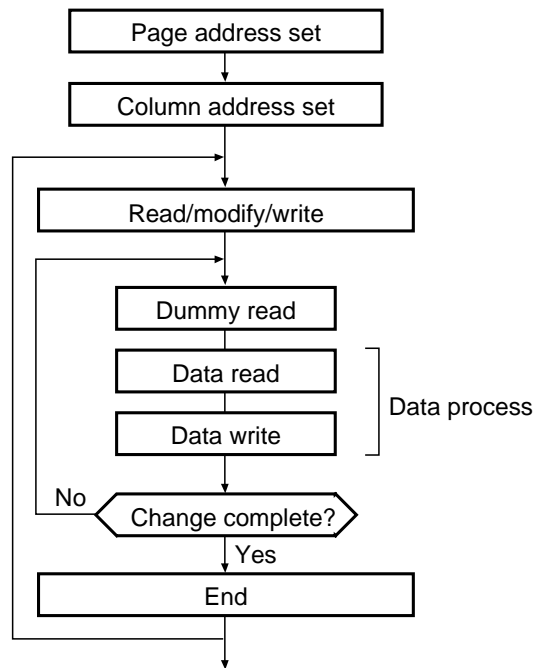 Page address set
Column address set
Read/modify/write
Dummy read
Data read
Data process
Data write
No
Change complete?
Yes
End